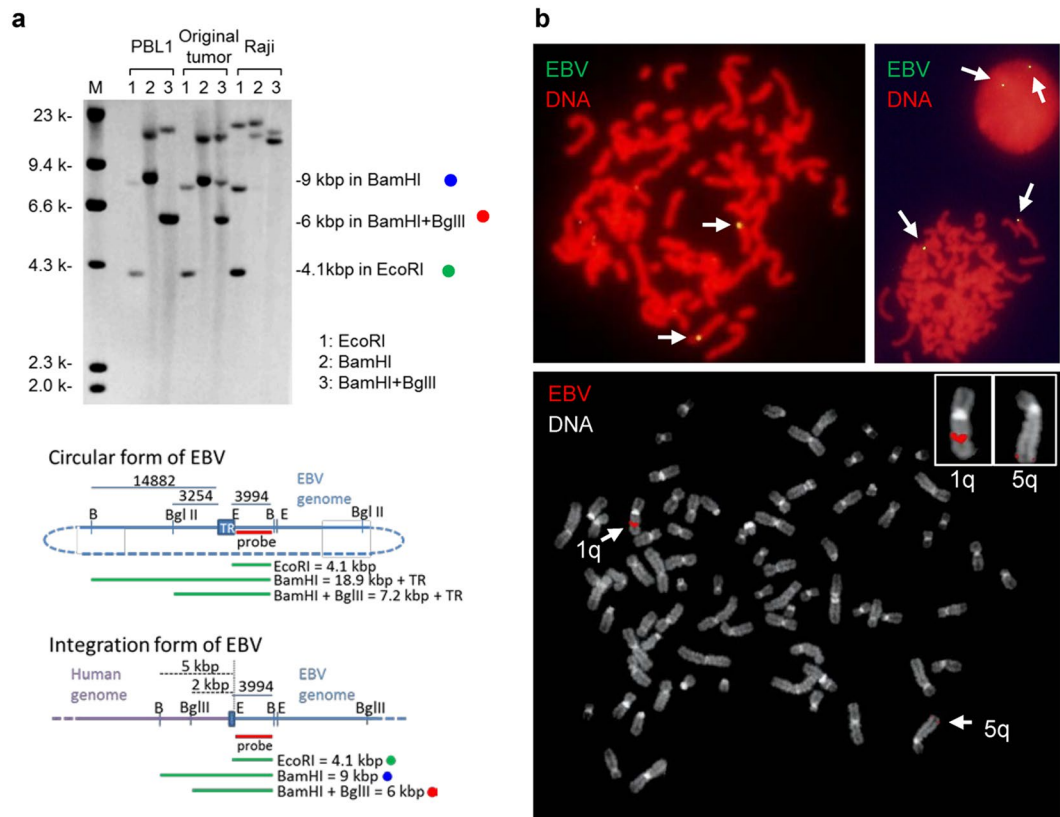 a
PBL1 Original tumor Raji
M 1 2 3 1 2 3 1 2 3
23 k-
9.4 k-
6.6 k-
4.3 k-
2.3 k-
2.0 k-
-9 kbp in BamHI
-6 kbp in BamHI+BglII
-4.1kbp in EcoRI
1: EcoRI
2: BamHI
3: BamHI+BglII
Circular form of EBV
14882
3254 3994
EBV genome
B Bgl II TR E B E Bgl II
probe
EcoRI = 4.1 kbp
BamHI = 18.9 kbp + TR
BamHI + BglII = 7.2 kbp + TR
Integration form of EBV
Human genome
5 kbp
2 kbp 3994
EBV genome
B BglII E B E BglII
probe
EcoRI = 4.1 kbp
BamHI = 9 kbp
BamHI + BglII = 6 kbp
b
EBV
DNA
EBV
DNA
EBV
DNA
1q 5q
1q
5q